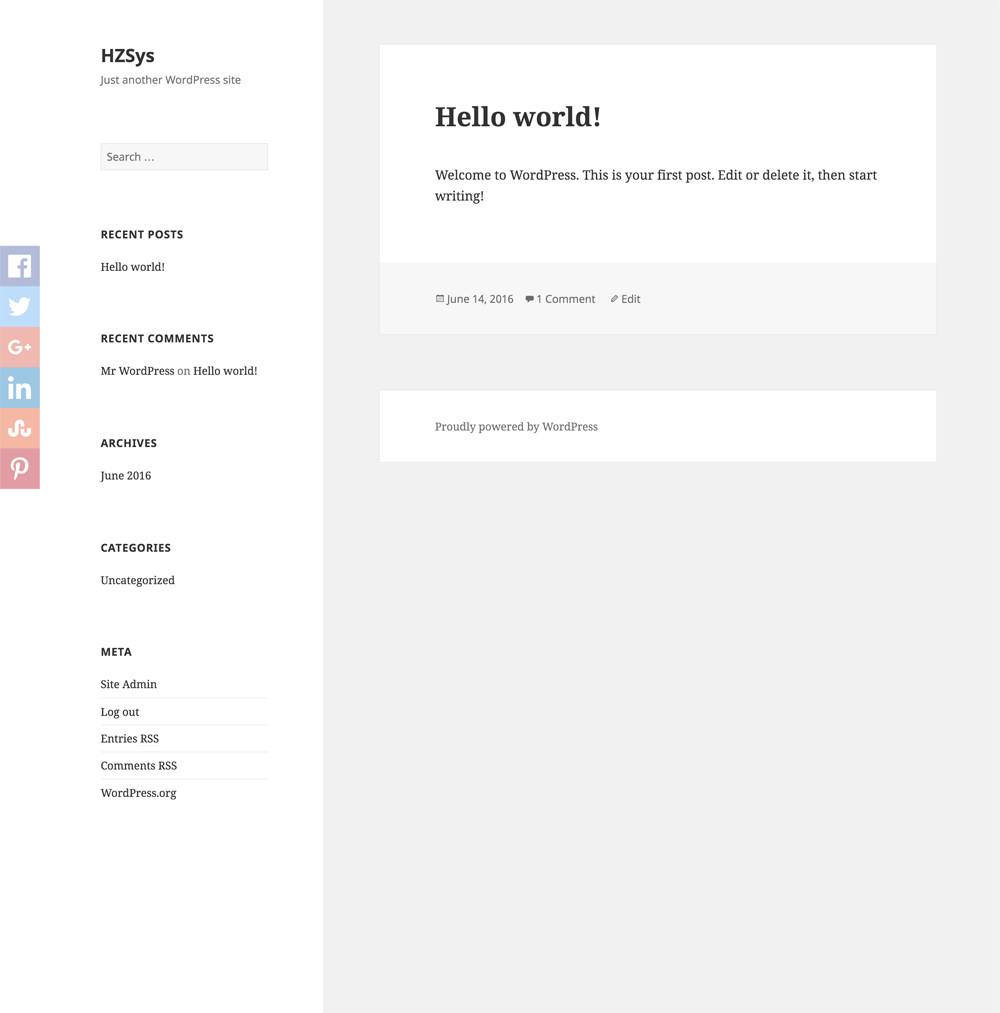 HZSys
Just another WordPress site
Search …
RECENT POSTS
Hello world!
RECENT COMMENTS
Mr WordPress on Hello world!
ARCHIVES
June 2016
CATEGORIES
Uncategorized
META
Site Admin
Log out
Entries RSS
Comments RSS
WordPress.org
Hello world!
Welcome to WordPress. This is your first post. Edit or delete it, then start
writing!
June 14, 2016 1 Comment Edit
Proudly powered by WordPress